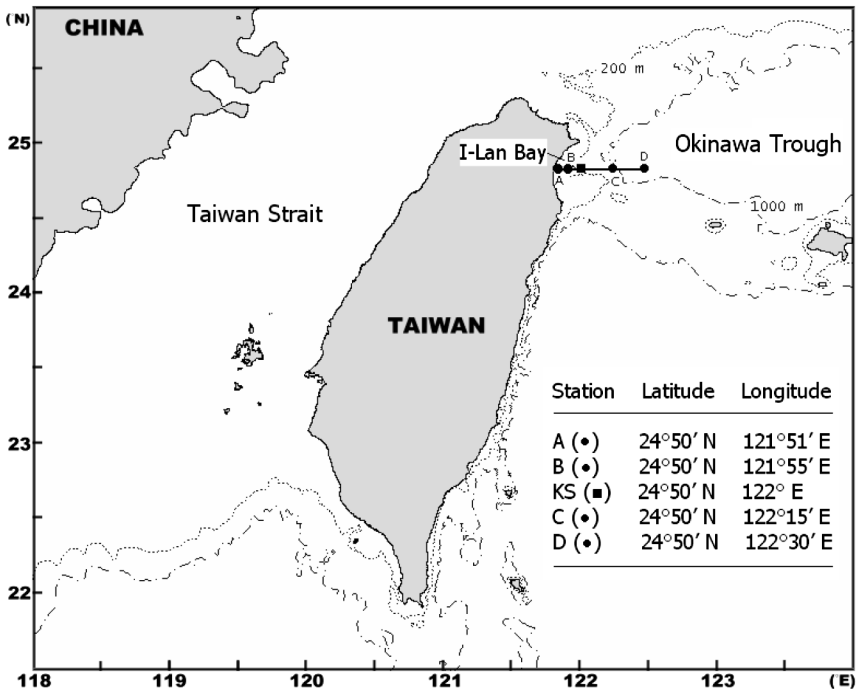 (°N)
CHINA
200 m
25
I-Lan Bay
B
D
Okinawa Trough
A
C
Taiwan Strait
1000 m
24
TAIWAN
Station Latitude Longitude
A (●) 24°50′ N 121°51′ E
23
B (●) 24°50′ N 121°55′ E
KS (■) 24°50′ N 122° E
C (●) 24°50′ N 122°15′ E
D (●) 24°50′ N 122°30′ E
22
118 119 120 121 122 123 (°E)